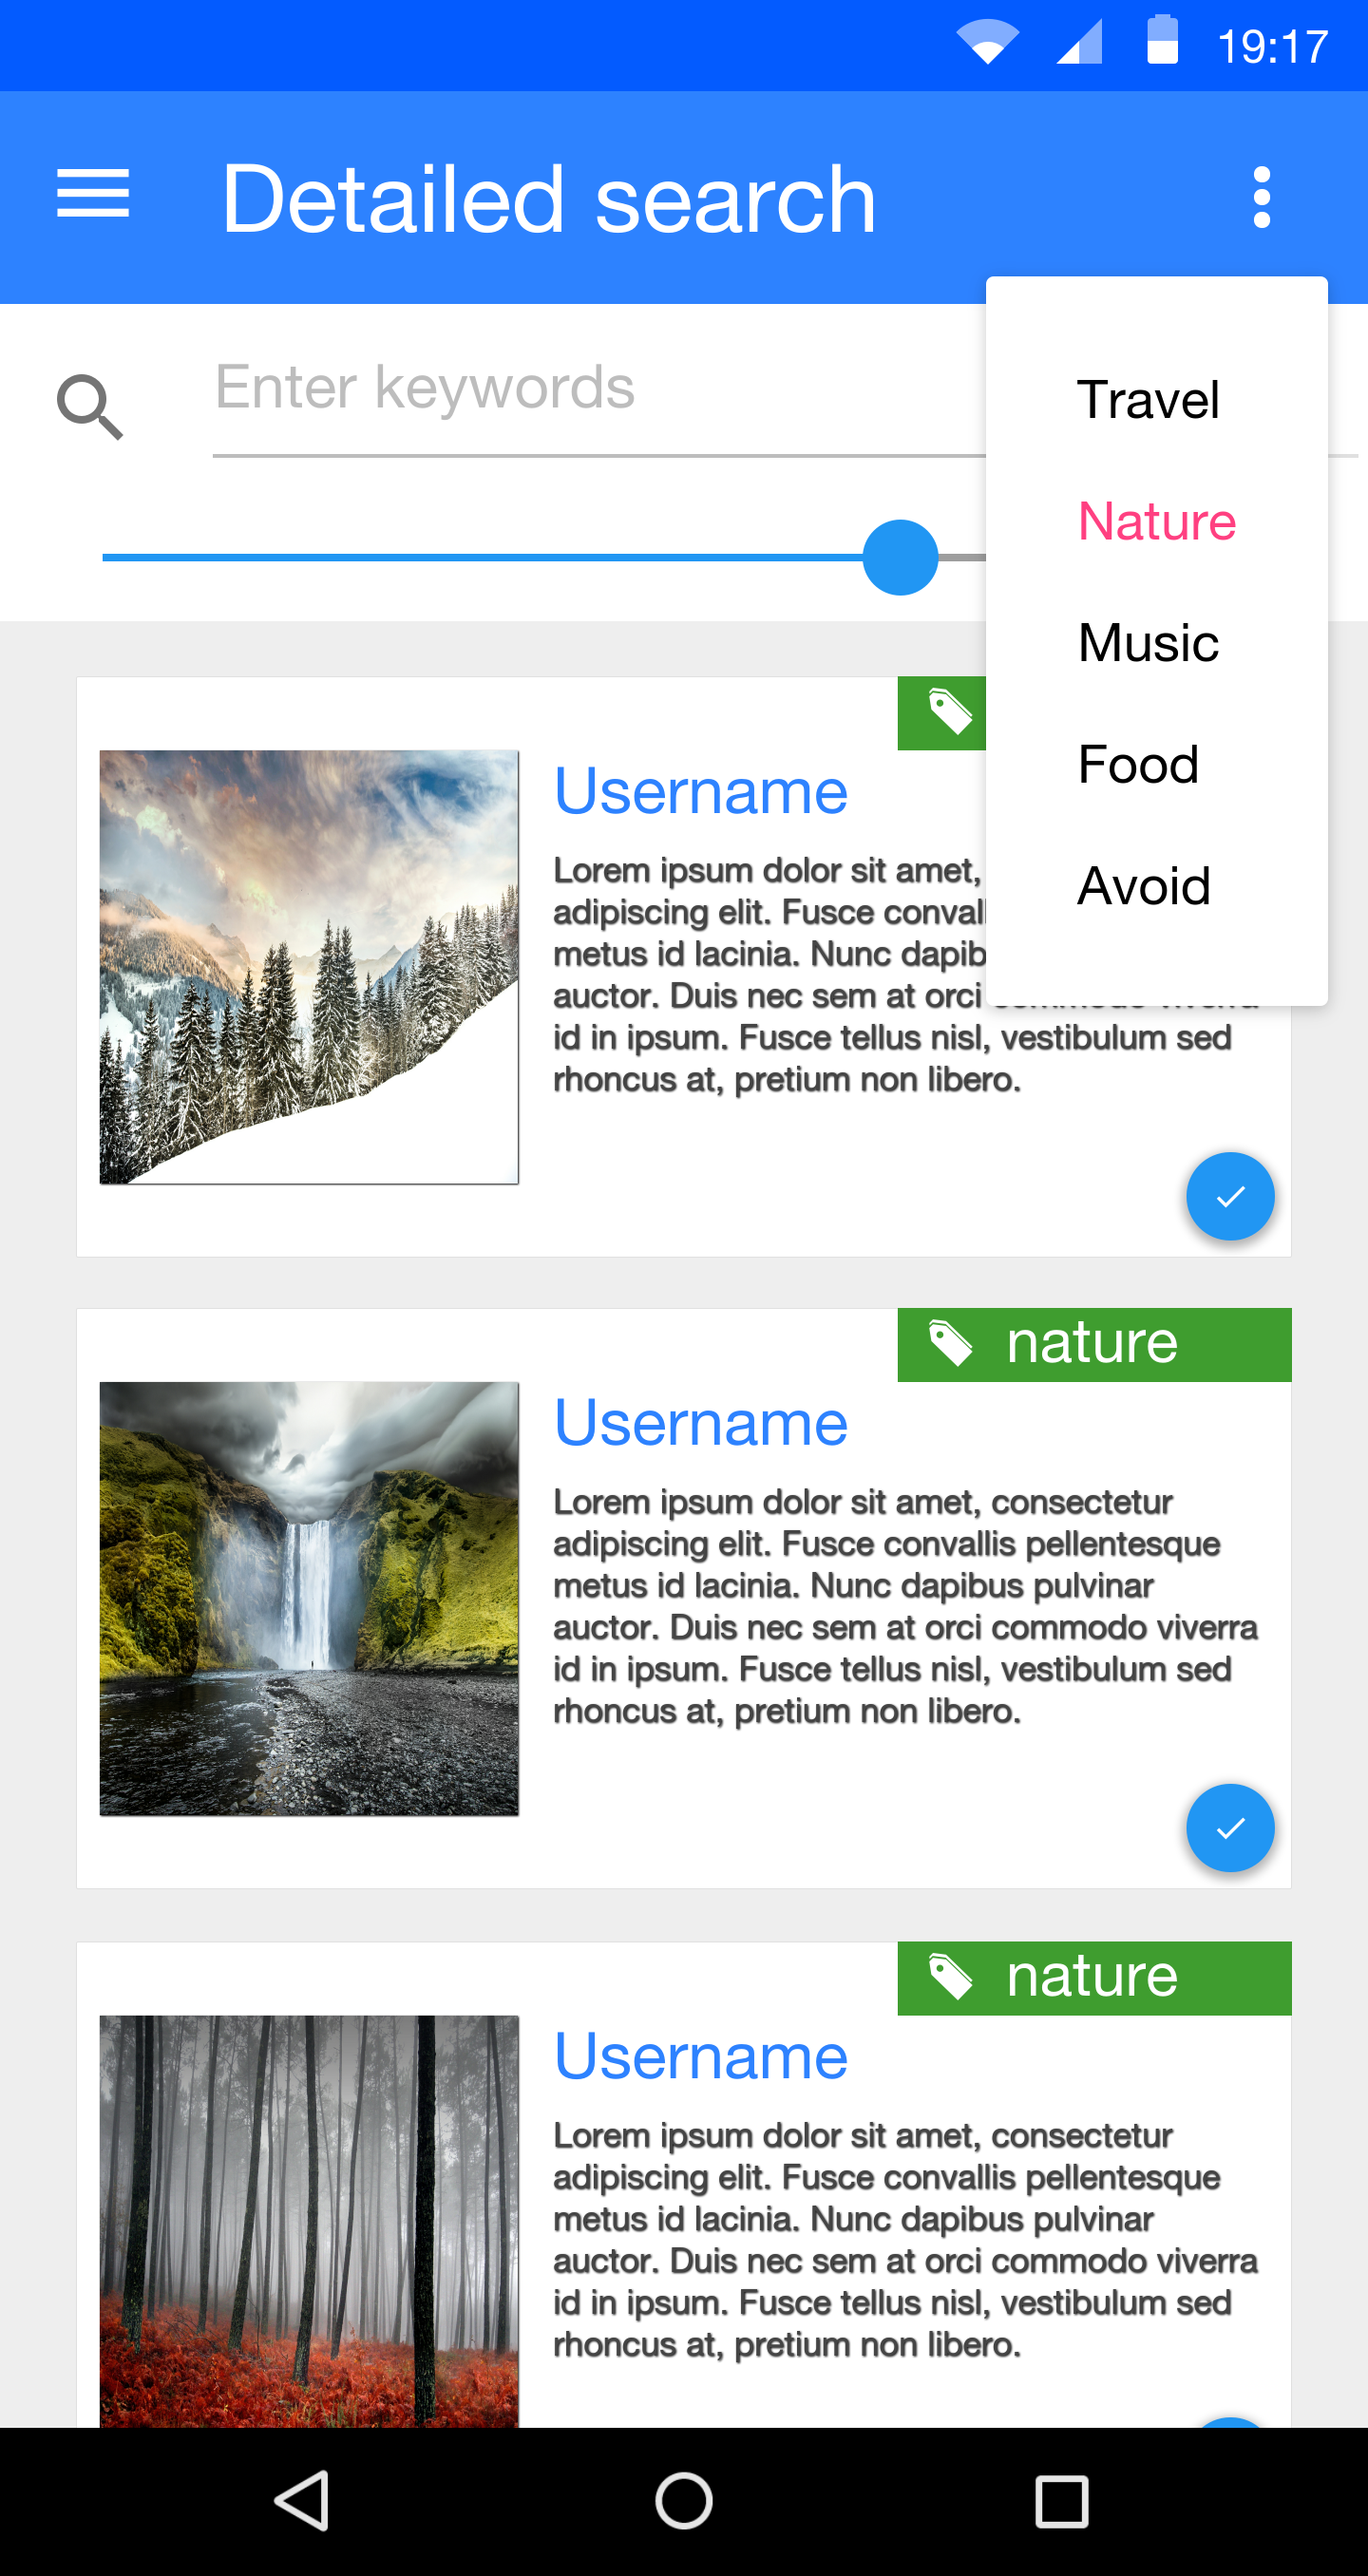 19:17
Detailed search
Enter keywords
Travel
Nature
Music
Food
Avoid
Username
Lorem ipsum dolor sit amet,
adipiscing elit. Fusce
metus id lacinia. Nunc
auctor. Duis nec sem at orci commodo viverra
id in ipsum. Fusce tellus nisl, vestibulum sed
rhoncus at, pretium non libero.
nature
Username
Lorem ipsum dolor sit amet, consectetur
adipiscing elit. Fusce convallis pellentesque
metus id lacinia. Nunc dapibus pulvinar
auctor. Duis nec sem at orci commodo viverra
id in ipsum. Fusce tellus nisl, vestibulum sed
rhoncus at, pretium non libero.
nature
Username
Lorem ipsum dolor sit amet, consectetur
adipiscing elit. Fusce convallis pellentesque
metus id lacinia. Nunc dapibus pulvinar
auctor. Duis nec sem at orci commodo viverra
id in ipsum. Fusce tellus nisl, vestibulum sed
rhoncus at, pretium non libero.